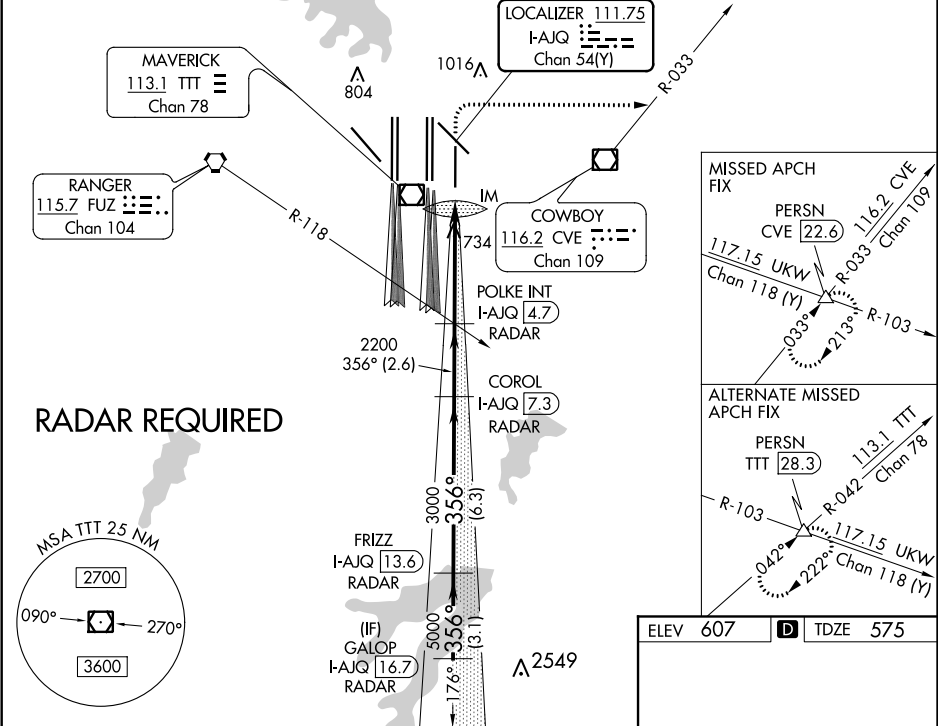 LOCALIZER 111.75
I-AJQ
Chan 54(Y)
R-033
MAVERICK
113.1 TTT
Chan 78
804
1016
RANGER
115.7 FUZ
Chan 104
R-118
IM
734
COWBOY
116.2 CVE
Chan 109
POLKE INT
I-AJQ 4.7
RADAR
2200
356° (2.6)
COROL
I-AJQ 7.3
RADAR
RADAR REQUIRED
3000
356°
(6.3)
FRIZZ
I-AJQ 13.6
RADAR
5000
356°
(3.1)
(IF)
GALOP
I-AJQ 16.7
RADAR
176°
2549
MSA TTT 25 NM
2700
090°
270°
3600
MISSED APCH
FIX
PERSN
CVE 22.6
116.2 CVE
Chan 109
R-033
117.15 UKW
Chan 118 (Y)
R-103
033°
213°
ALTERNATE MISSED
APCH FIX
PERSN
TTT 28.3
113.1 TTT
Chan 78
R-042
R-103
117.15 UKW
Chan 118 (Y)
042°
222°
ELEV 607 D TDZE 575